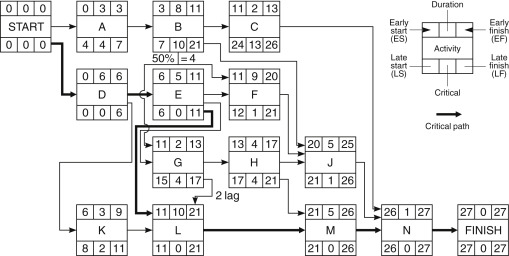 0 0 0 0 3 3 3 8 11 11 2 13
START A B C
0 0 0 4 4 7 7 10 21 24 13 26
50% = 4
0 6 6 6 5 11 11 9 20
D E F
0 0 6 6 0 11 12 1 21
11 2 13 13 4 17 20 5 25
G H J
15 4 17 17 4 21 21 1 26
2 lag
6 3 9 11 10 21 21 5 26 26 1 27 27 0 27
K L M N FINISH
8 2 11 11 0 21 21 0 26 26 0 27 27 0 27
Duration
Early
start
(ES)
Early
finish
(EF)
Activity
Late
start
(LS)
Late
finish
(LF)
Critical
Critical path